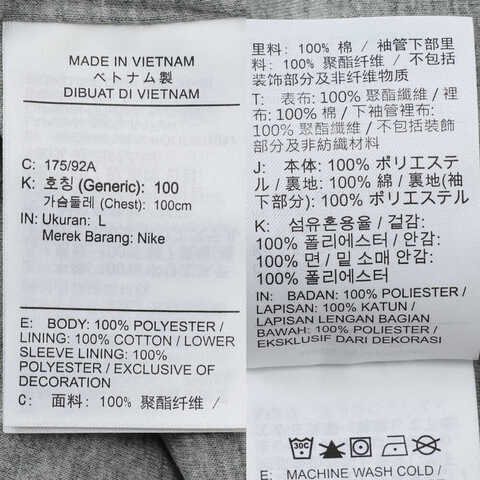 MADE IN VIETNAM
ベトナム製
DIBUAT DI VIETNAM
C: 175/92A
K: 호칭 (Generic): 100
가슴둘레 (Chest): 100cm
IN: Ukuran: L
Merek Barang: Nike
E: BODY: 100% POLYESTER /
LINING: 100% COTTON / LOWER
SLEEVE LINING: 100%
POLYESTER / EXCLUSIVE OF
DECORATION
C: 面料: 100% 聚酯纤维 /
里料: 100% 棉 / 袖管下部里
料: 100% 聚酯纤维 / 不包括
装饰部分及非纤维物质
T: 表布: 100% 聚酯纖維 / 裡
布: 100% 棉 / 下袖管裡布:
100% 聚酯纖維 / 不包括裝飾
部分及非紡織材料
J: 本体: 100% ポリエステ
ル / 裏地: 100% 綿 / 裏地(袖
下部分): 100% ポリエステル
K: 섬유혼용율 / 겉감:
100% 폴리에스터 / 안감:
100% 면 / 밑 소매 안감:
100% 폴리에스터
IN: BADAN: 100% POLIESTER /
LAPISAN: 100% KATUN /
LAPISAN LENGAN BAGIAN
BAWAH: 100% POLIESTER /
EKSKLUSIF DARI DEKORASI
30C
E: MACHINE WASH COLD /